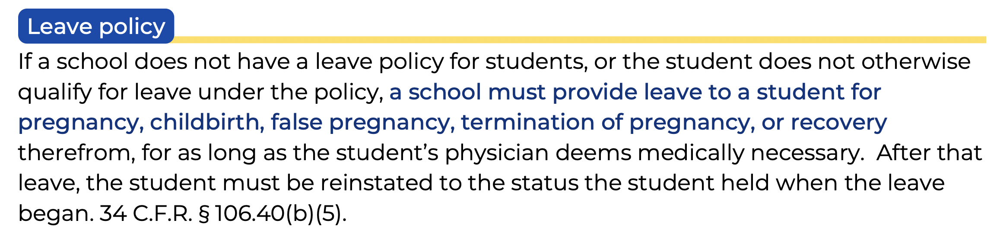 Leave policy
If a school does not have a leave policy for students, or the student does not otherwise
qualify for leave under the policy, a school must provide leave to a student for
pregnancy, childbirth, false pregnancy, termination of pregnancy, or recovery
therefrom, for as long as the student’s physician deems medically necessary.  After that
leave, the student must be reinstated to the status the student held when the leave
began. 34 C.F.R. § 106.40(b)(5).